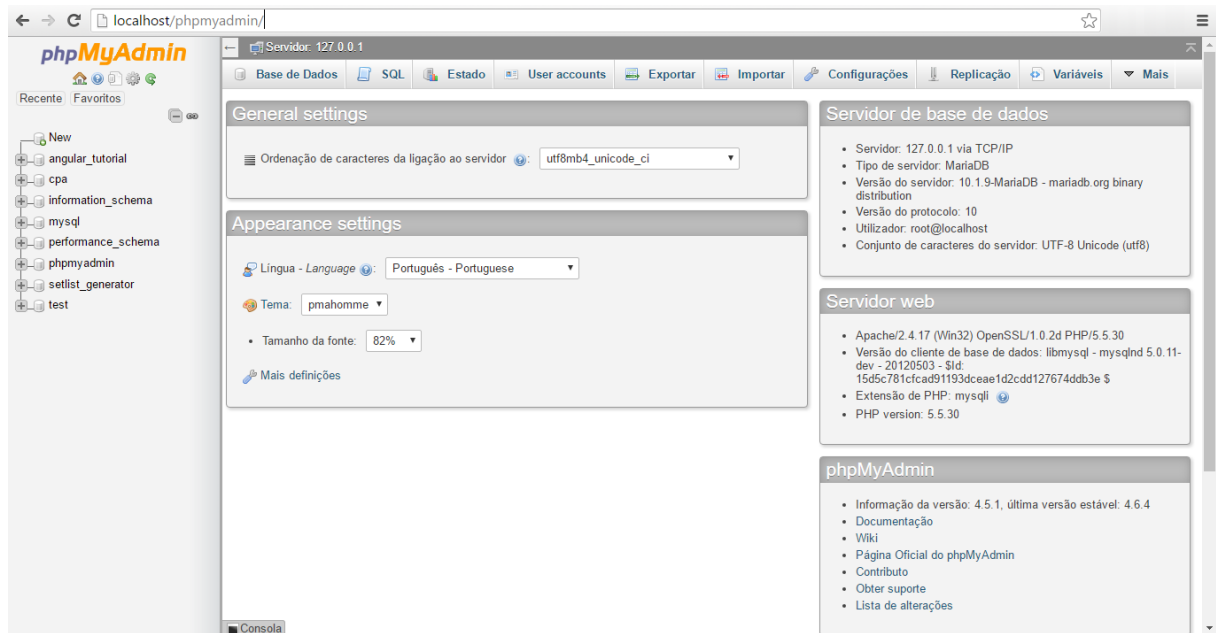 localhost/phpmyadmin/
phpMyAdmin
Recente Favoritos
New
angular_tutorial
cpa
information_schema
mysql
performance_schema
phpmyadmin
setlist_generator
test
Servidor: 127.0.0.1
Base de Dados SQL Estado User accounts Exportar Importar Configurações Replicação Variáveis Mais
General settings
Ordenação de caracteres da ligação ao servidor : utf8mb4_unicode_ci
Appearance settings
Língua - Language : Português - Portuguese
Tema: pmahomme
• Tamanho da fonte: 82%
Mais definições
Servidor de base de dados
• Servidor: 127.0.0.1 via TCP/IP
• Tipo de servidor: MariaDB
• Versão do servidor: 10.1.9-MariaDB - mariadb.org binary
distribution
• Versão do protocolo: 10
• Utilizador: root@localhost
• Conjunto de caracteres do servidor: UTF-8 Unicode (utf8)
Servidor web
• Apache/2.4.17 (Win32) OpenSSL/1.0.2d PHP/5.5.30
• Versão do cliente de base de dados: libmysql - mysqlnd 5.0.11-
dev - 20120503 - $Id:
15d5c781cfcad91193dceae1d2cdd127674ddb3e $
• Extensão de PHP: mysqli
• PHP version: 5.5.30
phpMyAdmin
• Informação da versão: 4.5.1, última versão estável: 4.6.4
• Documentação
• Wiki
• Página Oficial do phpMyAdmin
• Contributo
• Obter suporte
• Lista de alterações
Consola